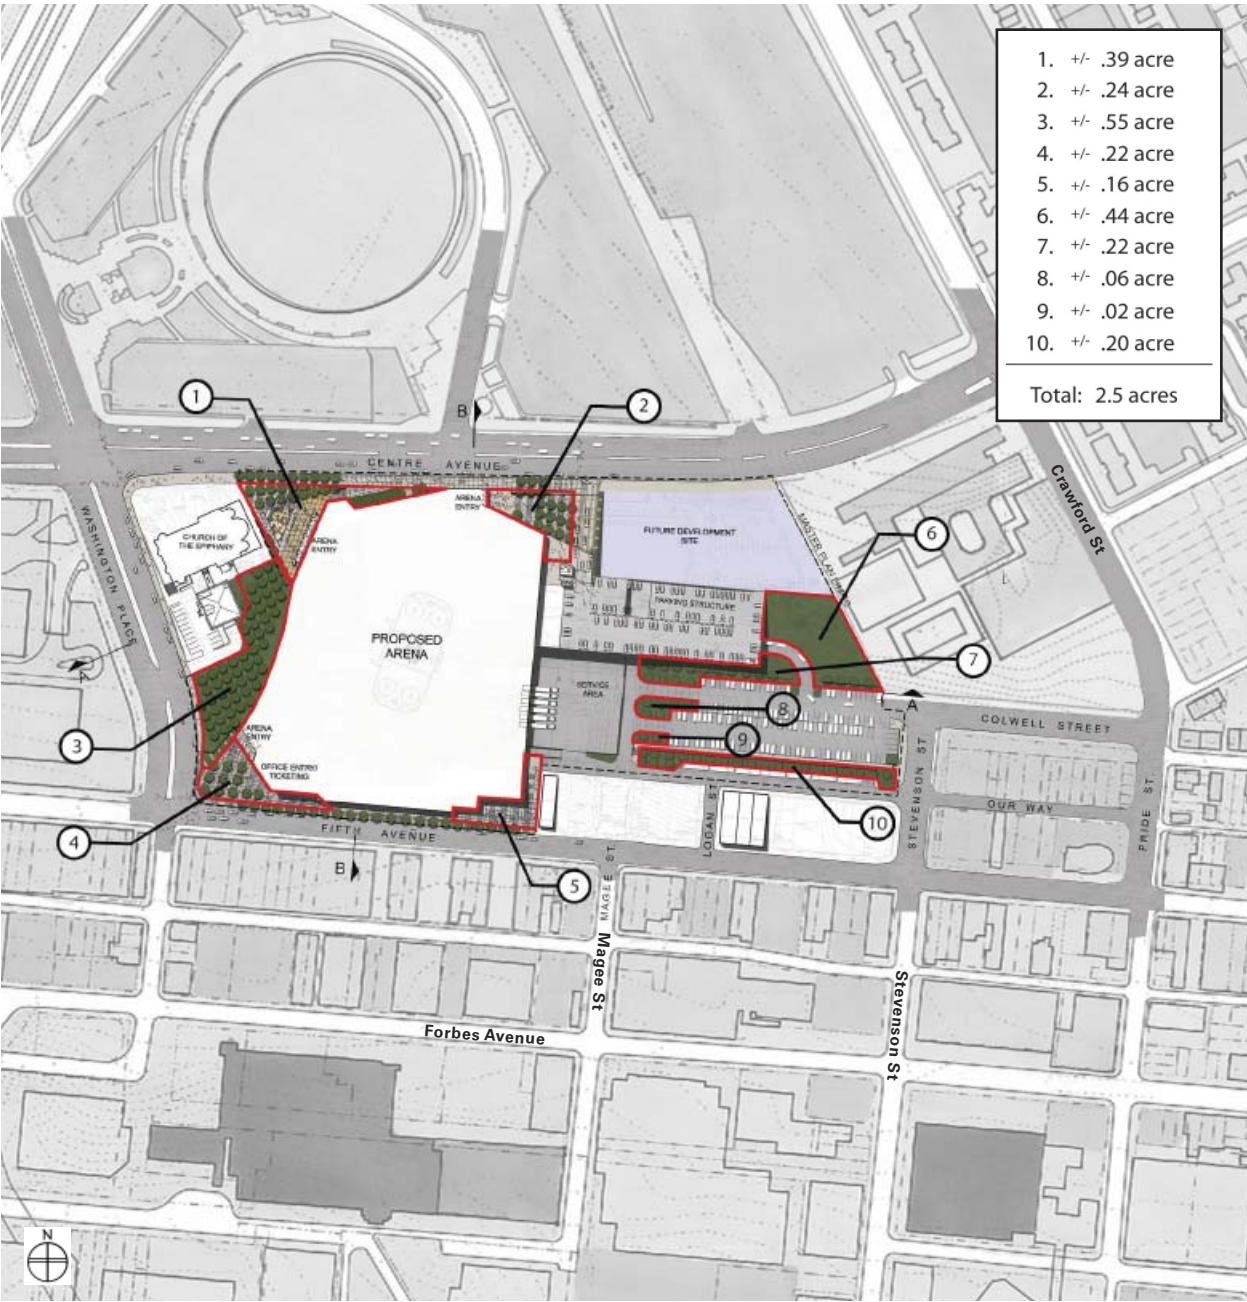 1. +/- .39 acre
2. +/- .24 acre
3. +/- .55 acre
4. +/- .22 acre
5. +/- .16 acre
6. +/- .44 acre
7. +/- .22 acre
8. +/- .06 acre
9. +/- .02 acre
10. +/- .20 acre
Total: 2.5 acres
1
2
B
CENTRE AVENUE
Crawford St
WASHINGTON PLACE
CHURCH OF
THE EPIPHANY
ARENA
ENTRY
ARENA
ENTRY
FUTURE DEVELOPMENT
SITE
MASTER PLAN
6
PARKING STRUCTURE
PROPOSED
ARENA
7
A
SERVICE
AREA
8
A
COLWELL STREET
3
ARENA
ENTRY
9
OFFICE ENTRY/
TICKETING
STEVENSON ST
OUR WAY
PRIDE ST
LOGAN ST
10
4
FIFTH AVENUE
B
5
MAGEE ST
Magee St
Stevenson St
Forbes Avenue
N